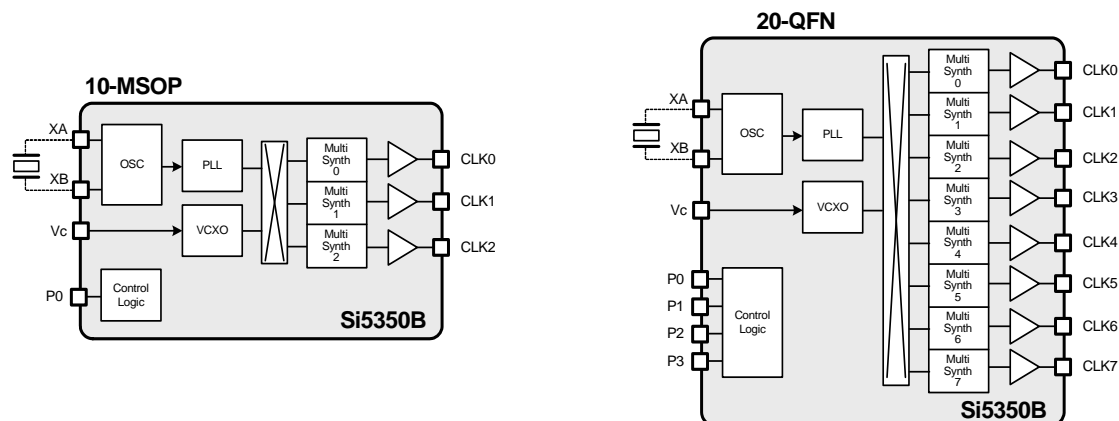 10-MSOP
XA
XB
Vc
P0
OSC
PLL
VCXO
Control
Logic
Multi
Synth
0
Multi
Synth
1
Multi
Synth
2
CLK0
CLK1
CLK2
Si5350B
20-QFN
XA
XB
Vc
P0
P1
P2
P3
OSC
PLL
VCXO
Control
Logic
Multi
Synth
0
Multi
Synth
1
Multi
Synth
2
Multi
Synth
3
Multi
Synth
4
Multi
Synth
5
Multi
Synth
6
Multi
Synth
7
CLK0
CLK1
CLK2
CLK3
CLK4
CLK5
CLK6
CLK7
Si5350B